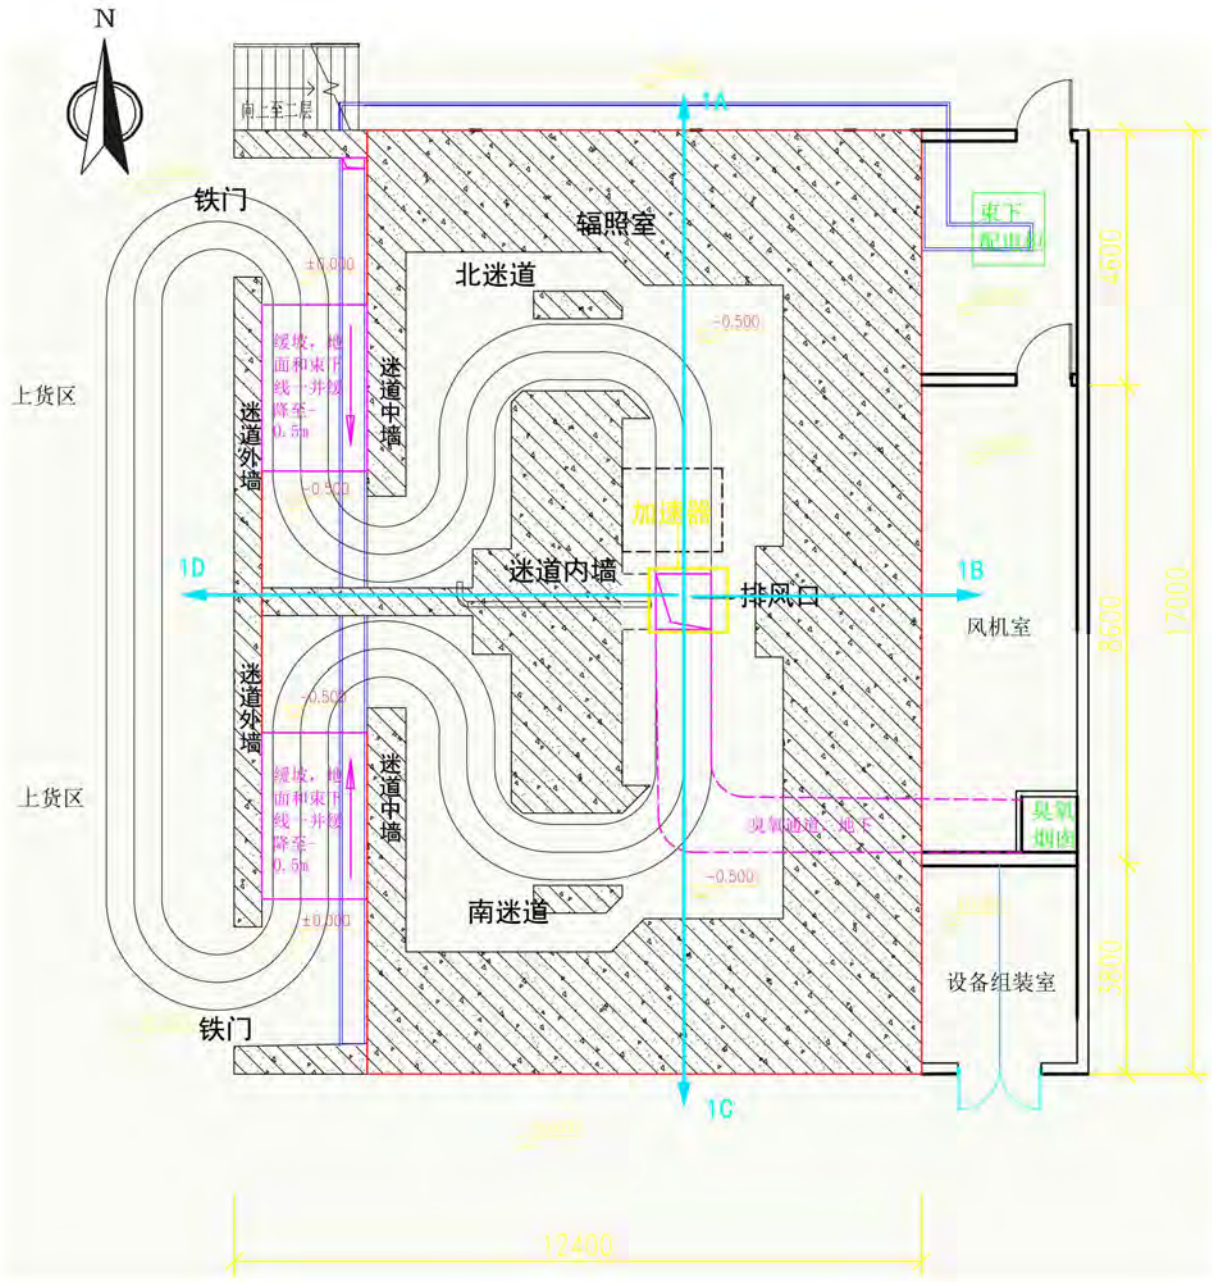 N
向上至二层
1A
铁门
辐照室
束下
配电柜
±0.000
北迷道
4600
-0.500
缓坡，地
面和束下
线一并缓
降至-
0.5m
迷道中墙
上货区
迷道外墙
-0.500
加速器
1D
迷道内墙
1B
排风口
风机室
8600
17000
迷道外墙
-0.500
缓坡，地
面和束下
线一并缓
降至-
0.5m
迷道中墙
上货区
臭氧通道，地下
臭氧
烟囱
-0.500
±0.000
南迷道
设备组装室
3800
铁门
1C
12400